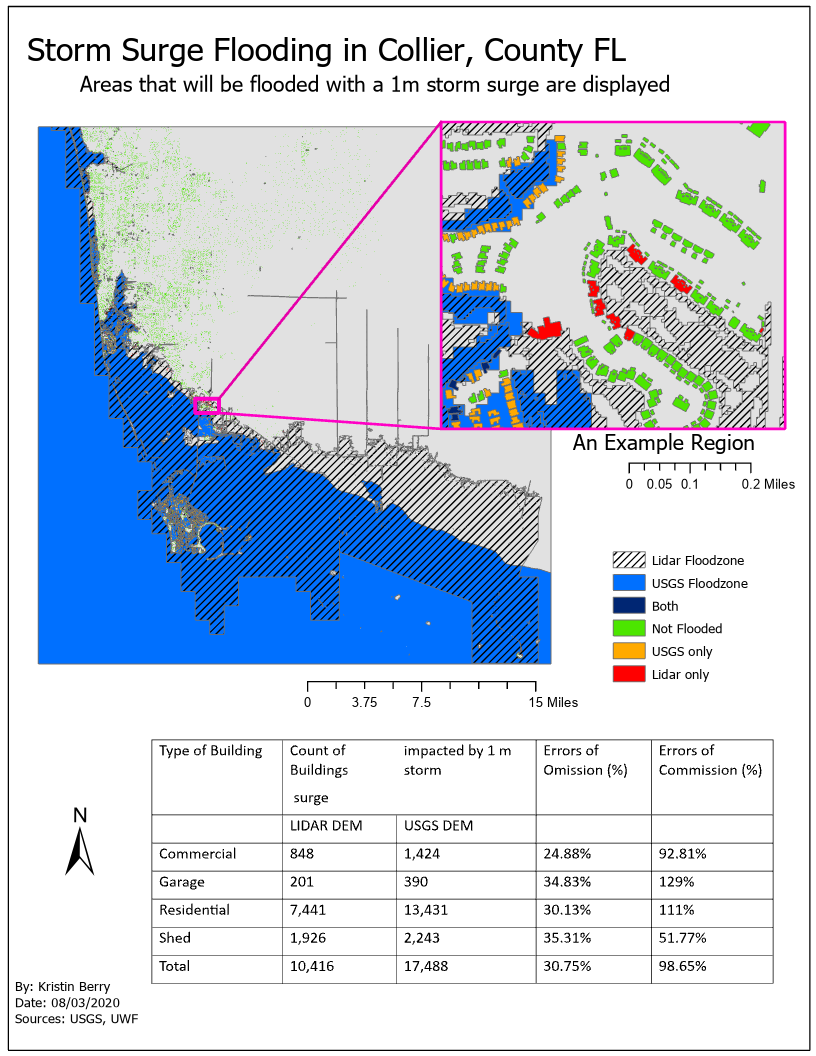 Storm Surge Flooding in Collier, County FL
Areas that will be flooded with a 1m storm surge are displayed
An Example Region
0 0.05 0.1 0.2 Miles
Lidar Floodzone
USGS Floodzone
Both
Not Flooded
USGS only
Lidar only
0 3.75 7.5 15 Miles
Type of Building Count of impacted by 1 m Errors of Errors of
Buildings storm Omission (%) Commission (%)
surge
LIDAR DEM USGS DEM
Commercial 848 1,424 24.88% 92.81%
Garage 201 390 34.83% 129%
Residential 7,441 13,431 30.13% 111%
Shed 1,926 2,243 35.31% 51.77%
Total 10,416 17,488 30.75% 98.65%
N
By: Kristin Berry
Date: 08/03/2020
Sources: USGS, UWF